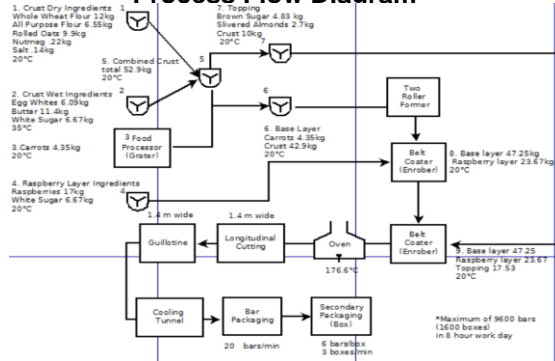 Process Flow Diagram
1. Crust Dry Ingredients
Whole Wheat Flour 12kg
All Purpose Flour 6.55kg
Rolled Oats 9.9kg
Nutmeg .22kg
Salt .14kg
20°C
1
7. Topping
Brown Sugar 4.83 kg
Slivered Almonds 2.7kg
Crust 10kg
20°C
7
5. Combined Crust
total 52.9kg
20°C
5
2. Crust Wet Ingredients
Egg Whites 6.09kg
Butter 11.4kg
White Sugar 6.67kg
35°C
2
6
Two
Roller
Former
3 Food
Processor
(Grater)
3.Carrots 4.35kg
20°C
6. Base Layer
Carrots 4.35kg
Crust 42.9kg
20°C
Belt
Coater
(Enrober)
8. Base layer 47.25kg
Raspberry layer 23.67kg
20°C
4. Raspberry Layer Ingredients
Raspberries 17kg
White Sugar 6.67kg
20°C
4
1.4 m wide
1.4 m wide
Guillotine
Longitudinal
Cutting
Oven
176.6°C
Belt
Coater
(Enrober)
9. Base layer 47.25
Raspberry layer 23.67
Topping 17.53
20°C
Cooling
Tunnel
Bar
Packaging
Secondary
Packaging
(Box)
20 bars/min
6 bars/box
3 boxes/min
*Maximum of 9600 bars
(1600 boxes)
in 8 hour work day